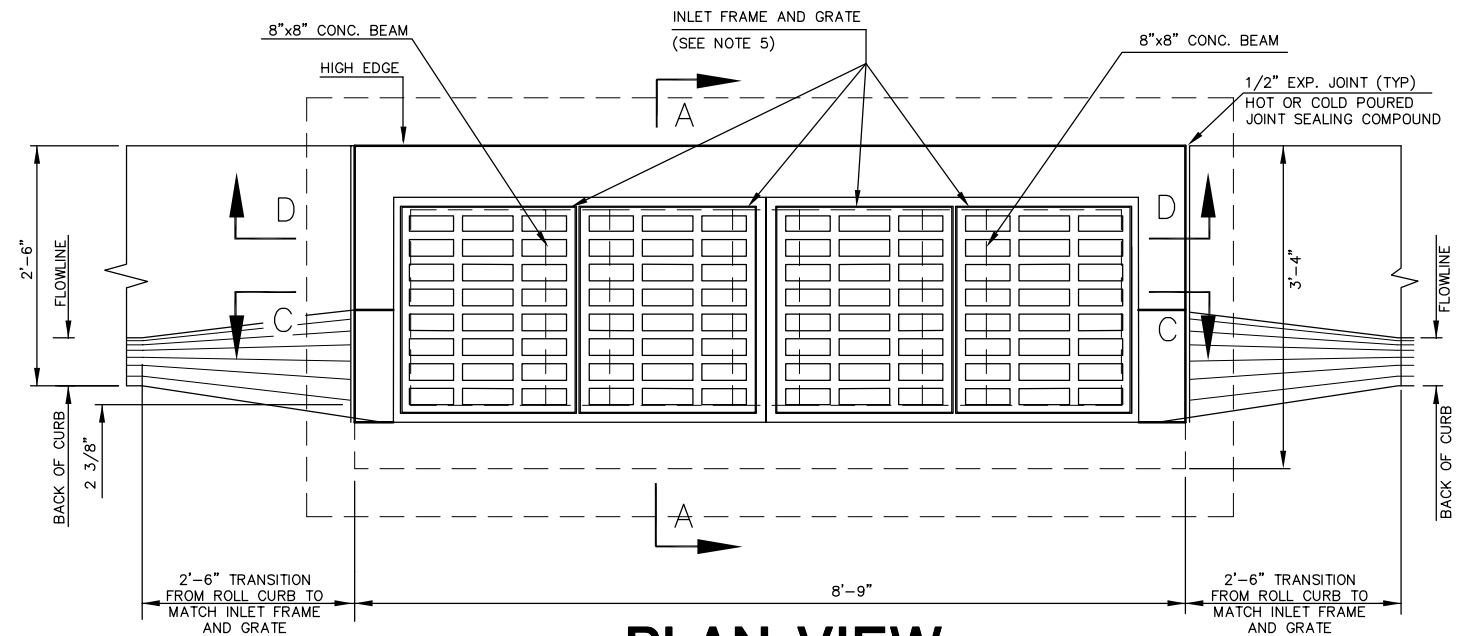 INLET FRAME AND GRATE
(SEE NOTE 5)
8"x8" CONC. BEAM
8"x8" CONC. BEAM
HIGH EDGE
1/2" EXP. JOINT (TYP)
HOT OR COLD POURED
JOINT SEALING COMPOUND
A
D
D
2'-6"
FLOWLINE
3'-4"
FLOWLINE
C
C
BACK OF CURB
2 3/8"
BACK OF CURB
A
2'-6" TRANSITION
FROM ROLL CURB TO
MATCH INLET FRAME
AND GRATE
8'-9"
2'-6" TRANSITION
FROM ROLL CURB TO
MATCH INLET FRAME
AND GRATE
PLAN VIEW